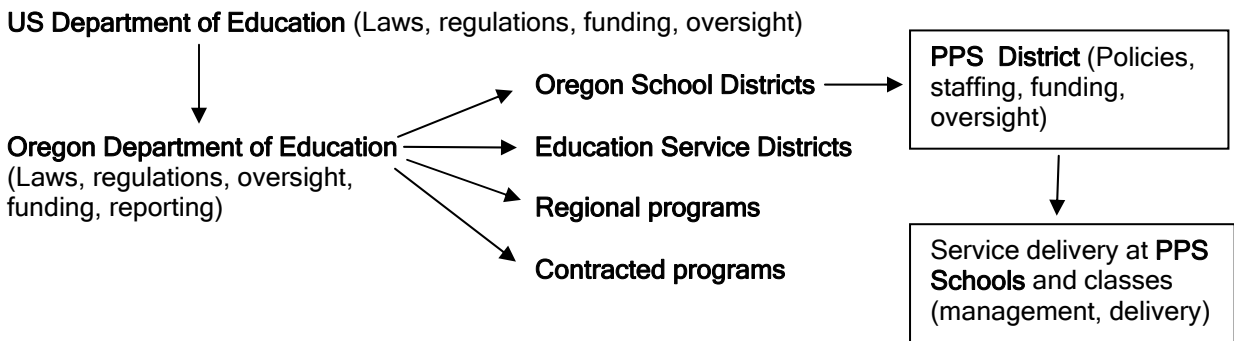 US Department of Education (Laws, regulations, funding, oversight)
Oregon Department of Education
(Laws, regulations, oversight,
funding, reporting)
Oregon School Districts
Education Service Districts
Regional programs
Contracted programs
PPS District (Policies,
staffing, funding,
oversight)
Service delivery at PPS
Schools and classes
(management, delivery)